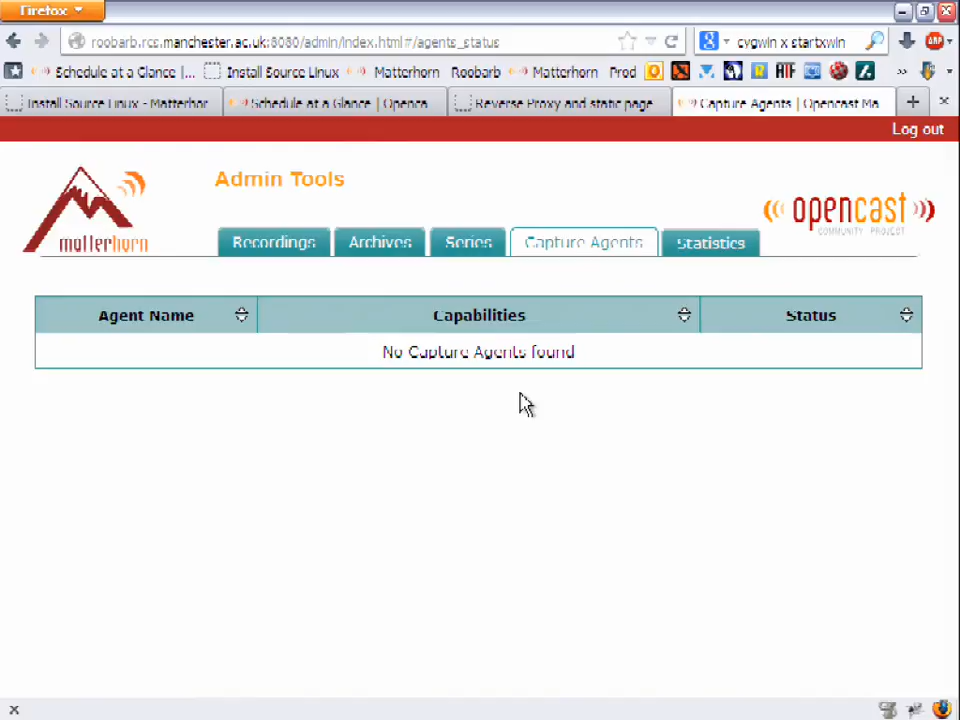 Firefox
roobarb.rcs.manchester.ac.uk:8080/admin/index.html#/agents_status
cygwin x startxwin
Schedule at a Glance |... Install Source Linux Matterhorn Roobarb Matterhorn Prod HTF »
Install Source Linux - Matterhor Schedule at a Glance | Openca Reverse Proxy and static page Capture Agents | Opencast Ma
Log out
Admin Tools
matterhorn
opencast
COMMUNITY PROJECT
Recordings Archives Series Capture Agents Statistics
Agent Name Capabilities Status
No Capture Agents found